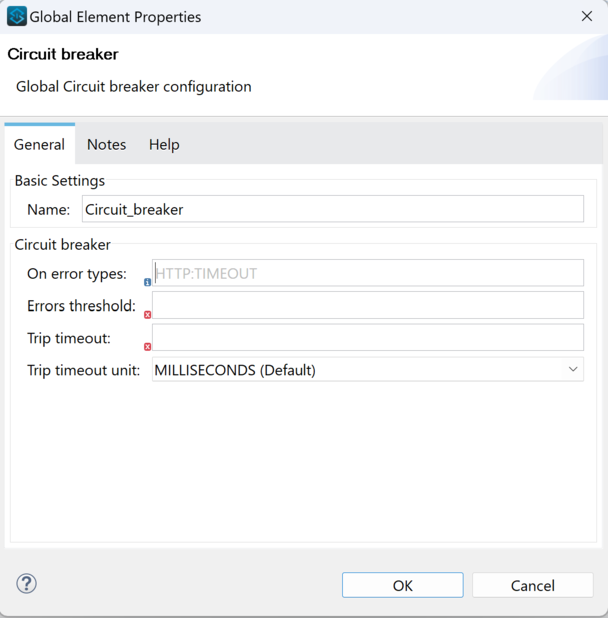 Global Element Properties
Circuit breaker
Global Circuit breaker configuration
General Notes Help
Basic Settings
Name: Circuit_breaker
Circuit breaker
On error types: HTTP:TIMEOUT
Errors threshold:
Trip timeout:
Trip timeout unit: MILLISECONDS (Default)
? OK Cancel